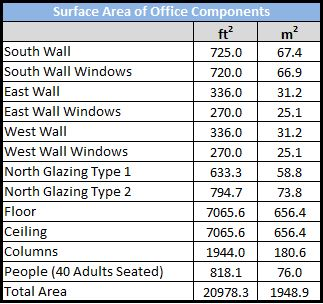 Surface Area of Office Components
ft² m²
South Wall 725.0 67.4
South Wall Windows 720.0 66.9
East Wall 336.0 31.2
East Wall Windows 270.0 25.1
West Wall 336.0 31.2
West Wall Windows 270.0 25.1
North Glazing Type 1 633.3 58.8
North Glazing Type 2 794.7 73.8
Floor 7065.6 656.4
Ceiling 7065.6 656.4
Columns 1944.0 180.6
People (40 Adults Seated) 818.1 76.0
Total Area 20978.3 1948.9